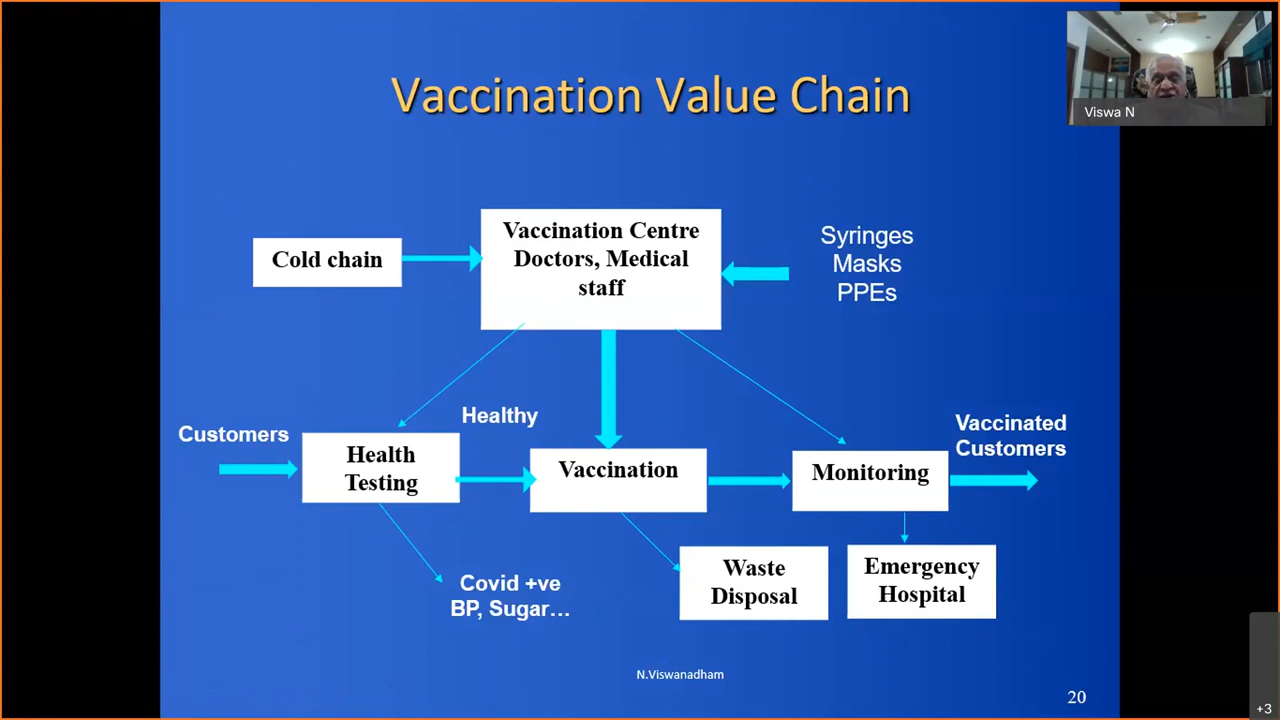 Vaccination Value Chain
Viswa N
Cold chain
Vaccination Centre
Doctors, Medical
staff
Syringes
Masks
PPEs
Customers
Health
Testing
Healthy
Vaccination
Monitoring
Vaccinated
Customers
Covid +ve
BP, Sugar...
Waste
Disposal
Emergency
Hospital
N.Viswanadham
20
+3